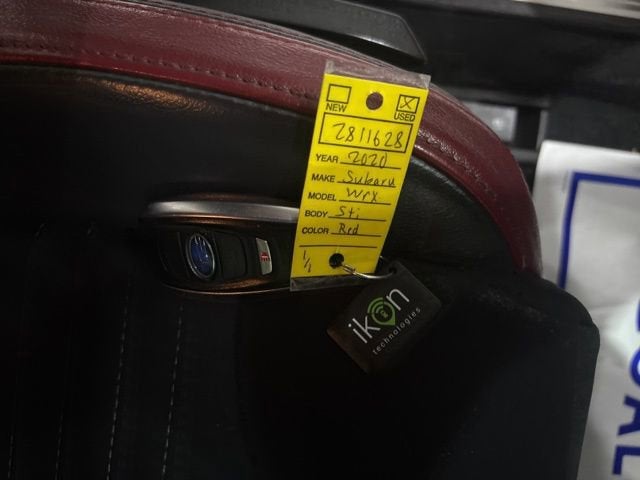 NEW USED
2811628
YEAR 2020
MAKE Subaru
MODEL Wrx
BODY Sti
COLOR Red
1/1
ikon
technologies